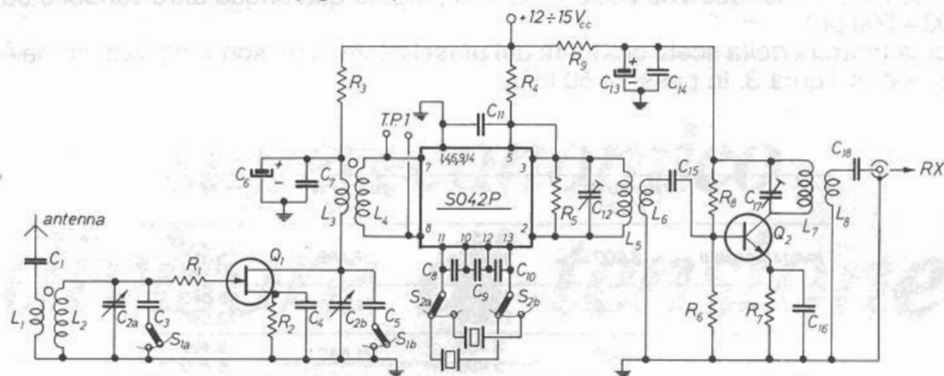 +12÷15Vcc
R9
R3
R4
C13
C14
T.P.1
C11
1,4,6,9,14
5
7
3
C6
C7
C15
C18
RX
L3
L4
S042P
R5
C12
L6
R8
C17
L7
L8
antenna
8
2
L5
Q2
11
10
12
13
C1
Q1
C8
C10
R1
C9
L1
L2
S2a
S2b
C2a
C3
R2
C4
C2b
C5
R6
R7
C16
S1a
S1b